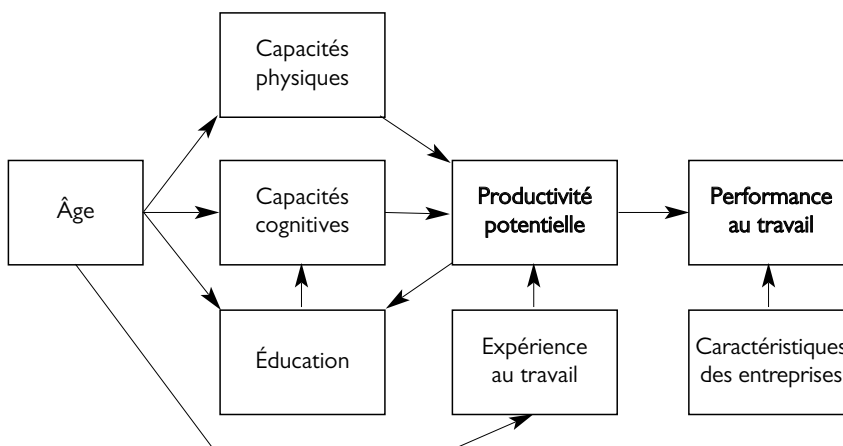 Capacités
physiques
Âge
Capacités
cognitives
Productivité
potentielle
Performance
au travail
Éducation
Expérience
au travail
Caractéristiques
des entreprises